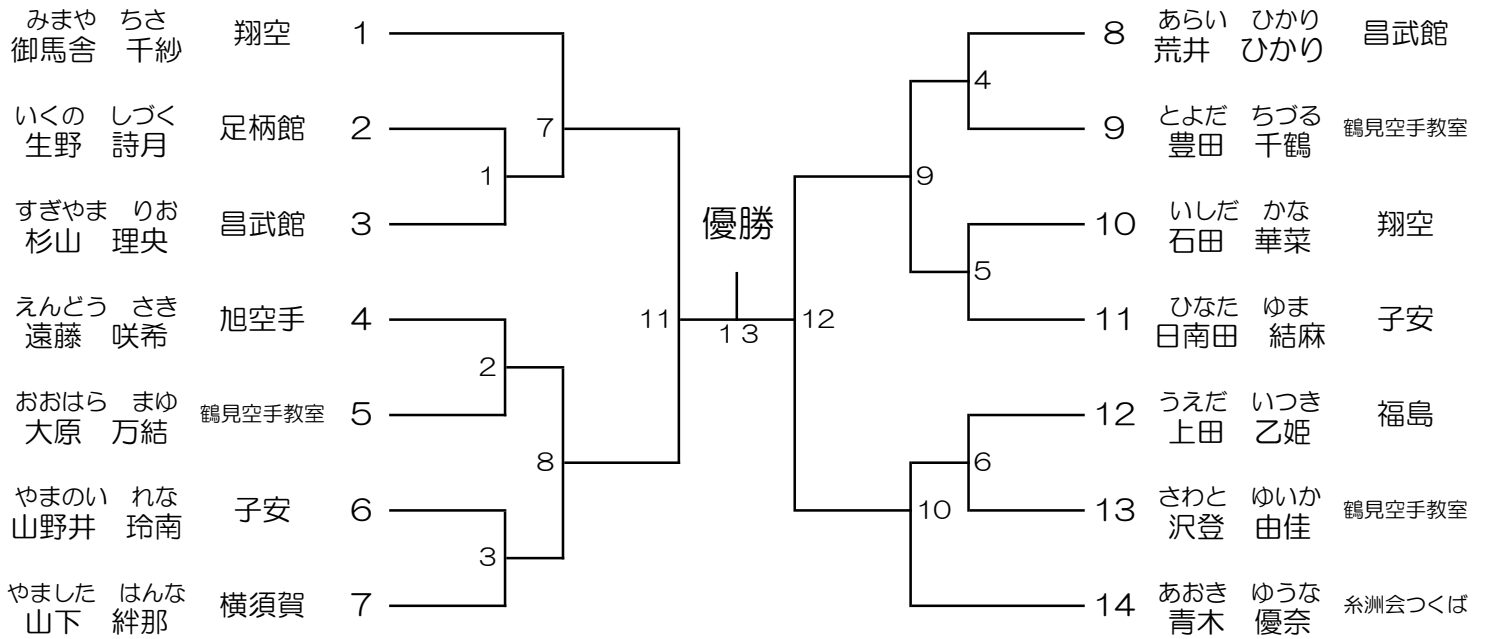 みまや ちさ
御馬舎 千紗 翔空 1
いくの しづく
生野 詩月 足柄館 2
すぎやま りお
杉山 理央 昌武館 3
えんどう さき
遠藤 咲希 旭空手 4
おおはら まゆ
大原 万結 鶴見空手教室 5
やまのい れな
山野井 玲南 子安 6
やました はんな
山下 絆那 横須賀 7
7
1
2
8
3
11
優勝
13
12
4
9
5
6
10
あらい ひかり
8 荒井 ひかり 昌武館
とよだ ちづる
9 豊田 千鶴 鶴見空手教室
いしだ かな
10 石田 華菜 翔空
ひなた ゆま
11 日南田 結麻 子安
うえだ いつき
12 上田 乙姫 福島
さわと ゆいか
13 沢登 由佳 鶴見空手教室
あおき ゆうな
14 青木 優奈 糸洲会つくば